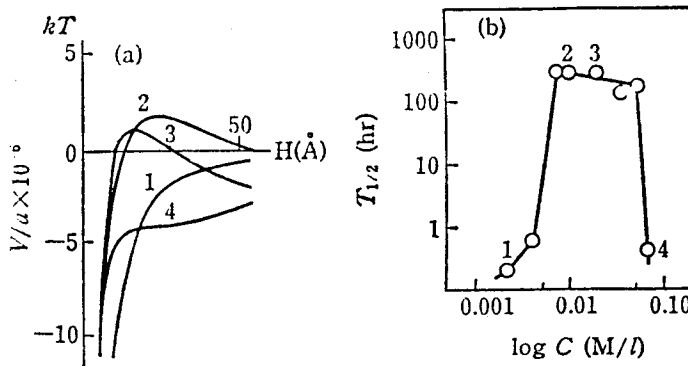 kT
5
(a)
2
3
50
0
H(Å)
1
4
-5
-10
V/a×10⁻⁶
(b)
1000
100
10
1
T₁/₂ (hr)
2
3
1
4
0.001
0.01
0.10
log C (M/l)